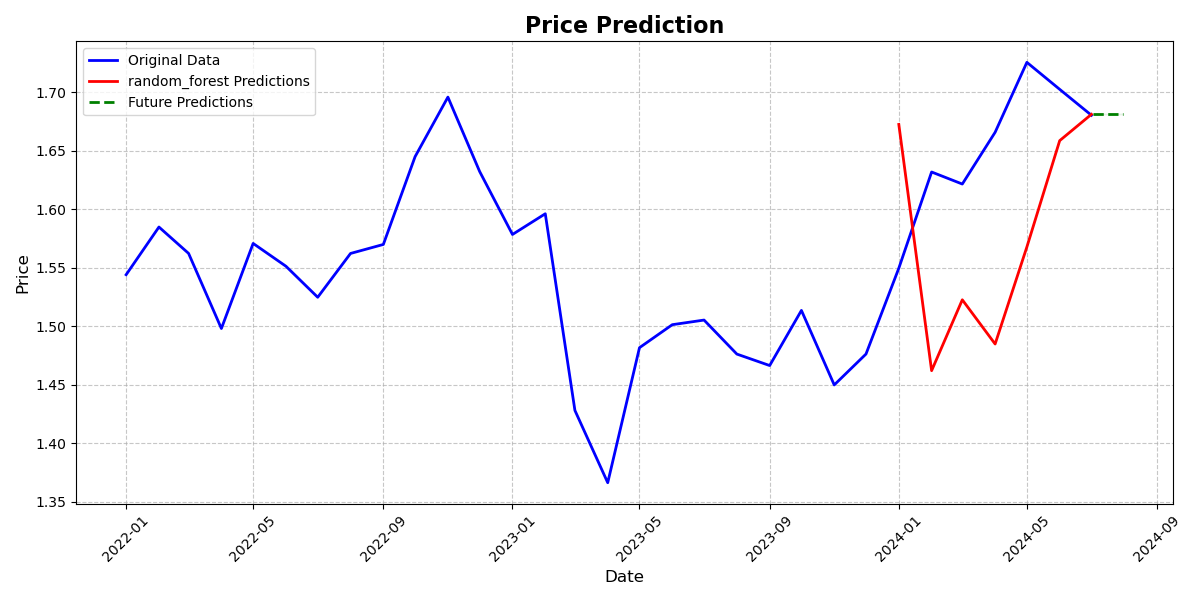 Price Prediction
Original Data
random_forest Predictions
Future Predictions
Price
1.70
1.65
1.60
1.55
1.50
1.45
1.40
1.35
2022-01
2022-05
2022-09
2023-01
2023-05
2023-09
2024-01
2024-05
2024-09
Date